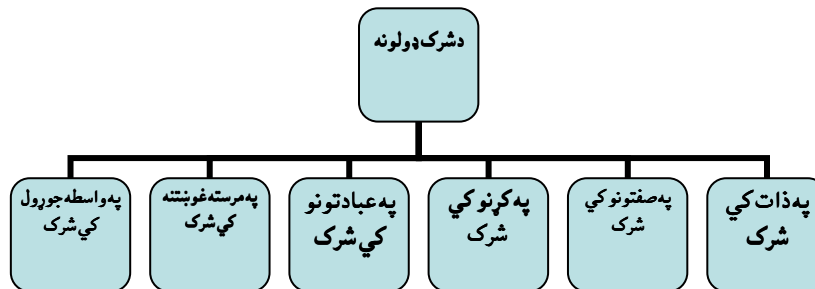 دشرک ډولونه
په ذات کي
شرک
په صفتونو کي
شرک
په کړنو کي
شرک
په عبادتونو
کي شرک
په مرسته غوښتنه
کي شرک
په واسطه جوړول
کي شرک